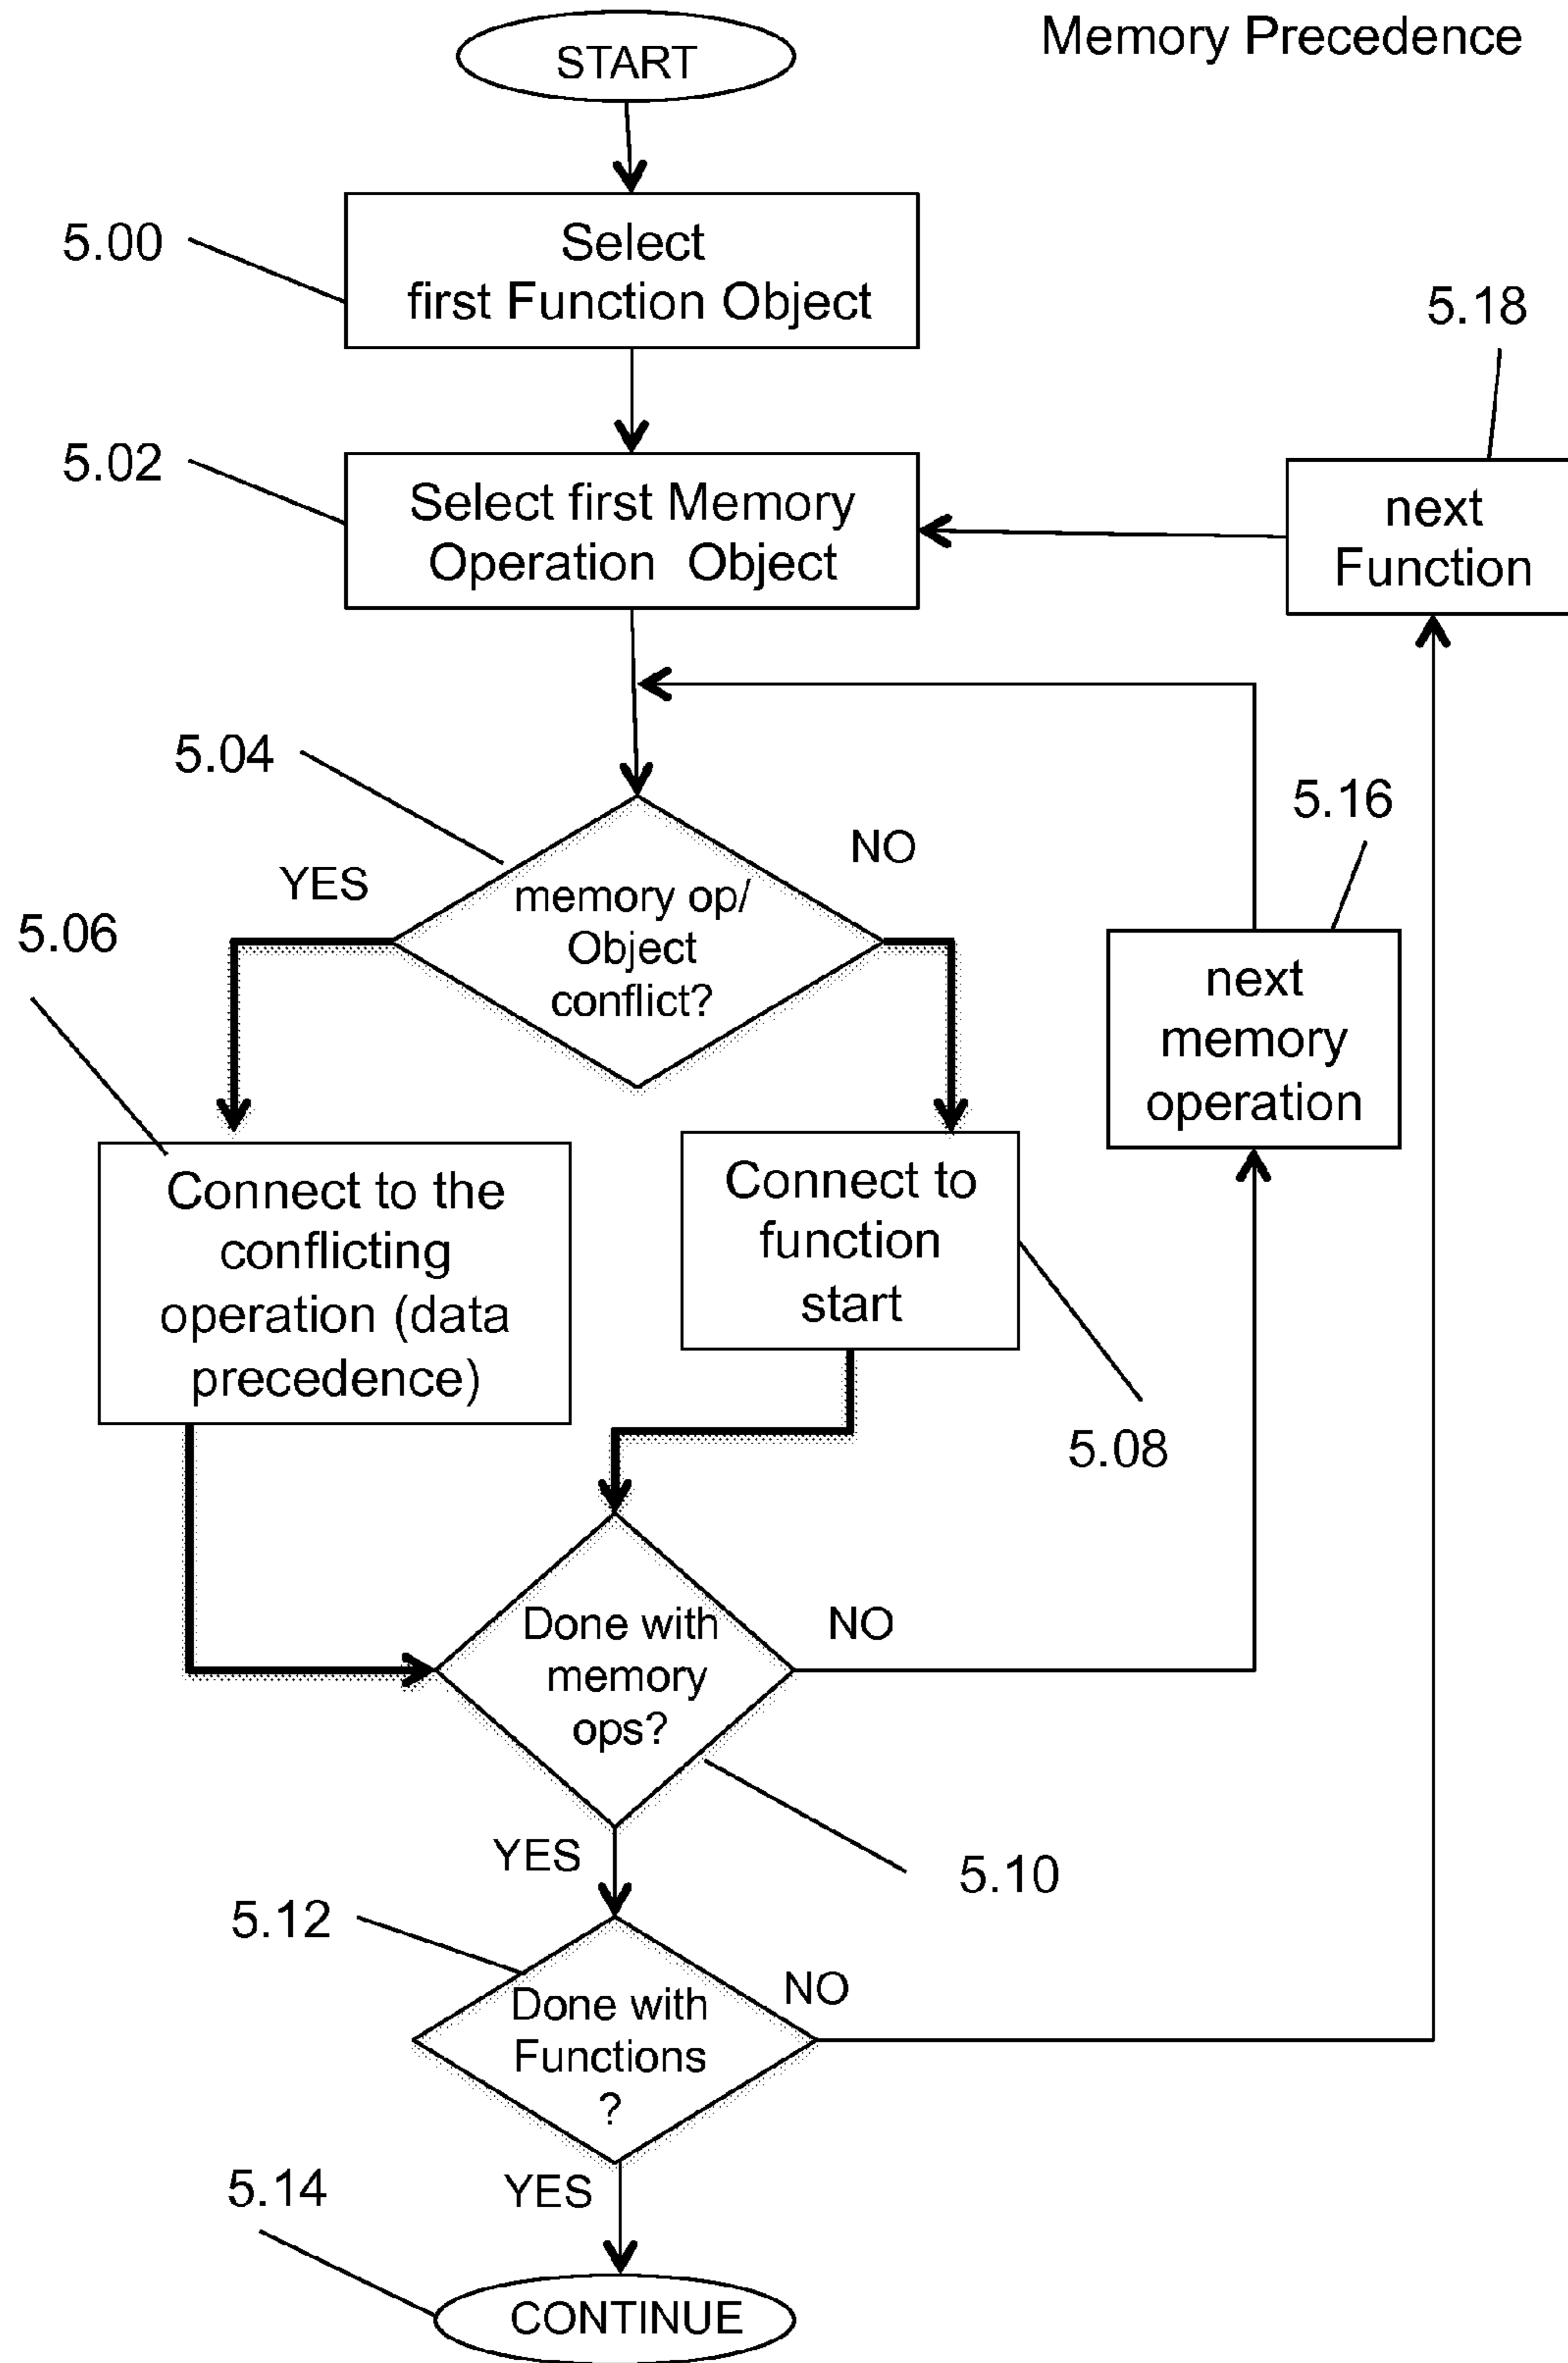 Memory Precedence
START
5.00
Select
first Function Object
5.18
5.02
Select first Memory
Operation Object
next
Function
5.04
5.16
YES
NO
memory op/
Object
conflict?
5.06
next
memory
operation
Connect to the
conflicting
operation (data
precedence)
Connect to
function
start
5.08
Done with
memory
ops?
NO
YES
5.10
5.12
Done with
Functions
?
NO
YES
5.14
CONTINUE